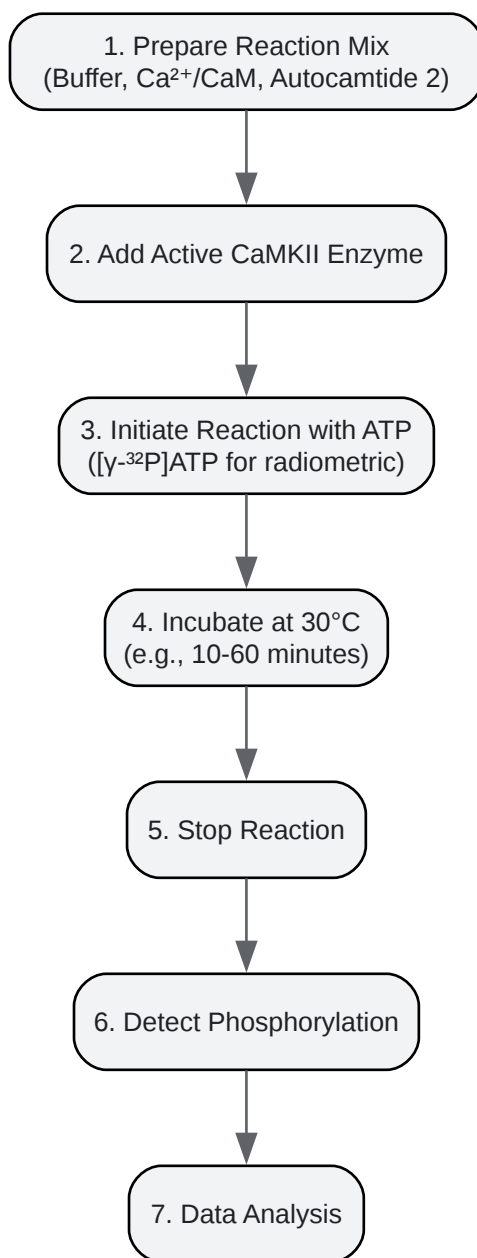 1. Prepare Reaction Mix
(Buffer, Ca²⁺/CaM, Autocamtide 2)
2. Add Active CaMKII Enzyme
3. Initiate Reaction with ATP
([γ-³²P]ATP for radiometric)
4. Incubate at 30°C
(e.g., 10-60 minutes)
5. Stop Reaction
6. Detect Phosphorylation
7. Data Analysis